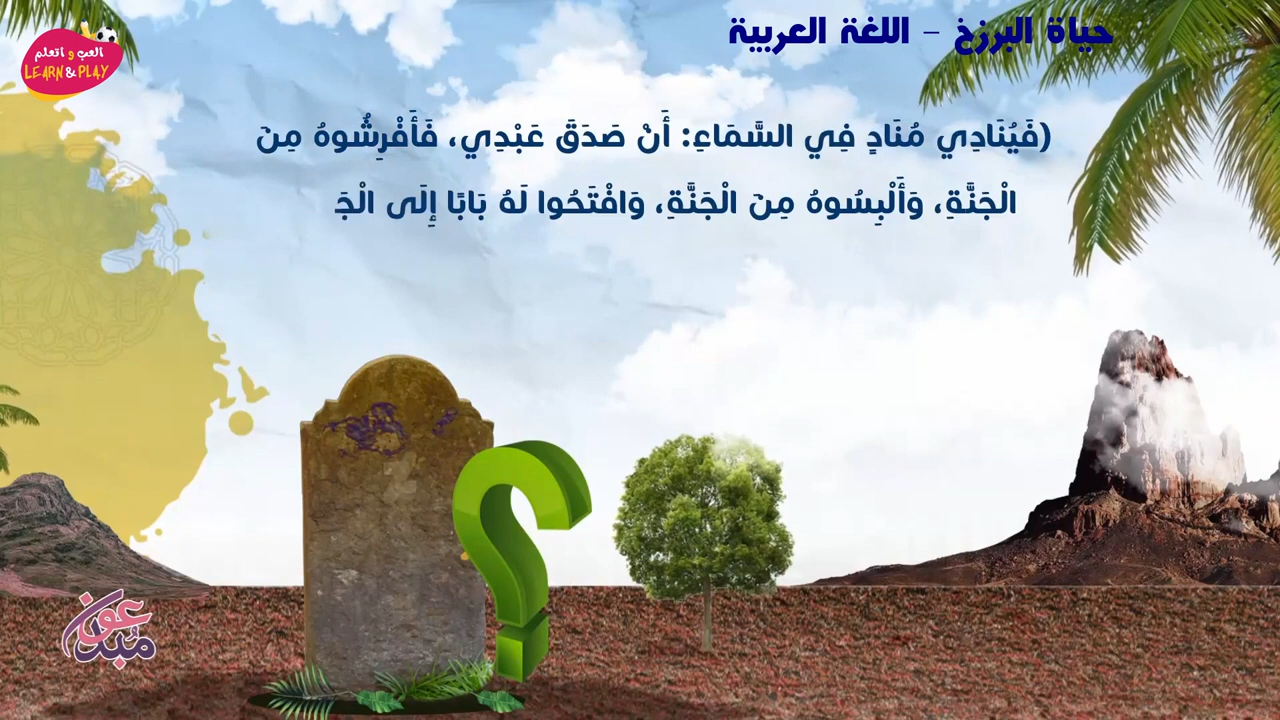 حياة البرزخ – اللغة العربية
العب و اتعلم
LEARN & PLAY
(فَيُنَادِي مُنَادٍ فِي السَّمَاءِ: أَنْ صَدَقَ عَبْدِي، فَأَفْرِشُوهُ مِنَ
الْجَنَّةِ، وَأَلْبِسُوهُ مِنَ الْجَنَّةِ، وَافْتَحُوا لَهُ بَابًا إِلَى الْجَ
مُبدعون